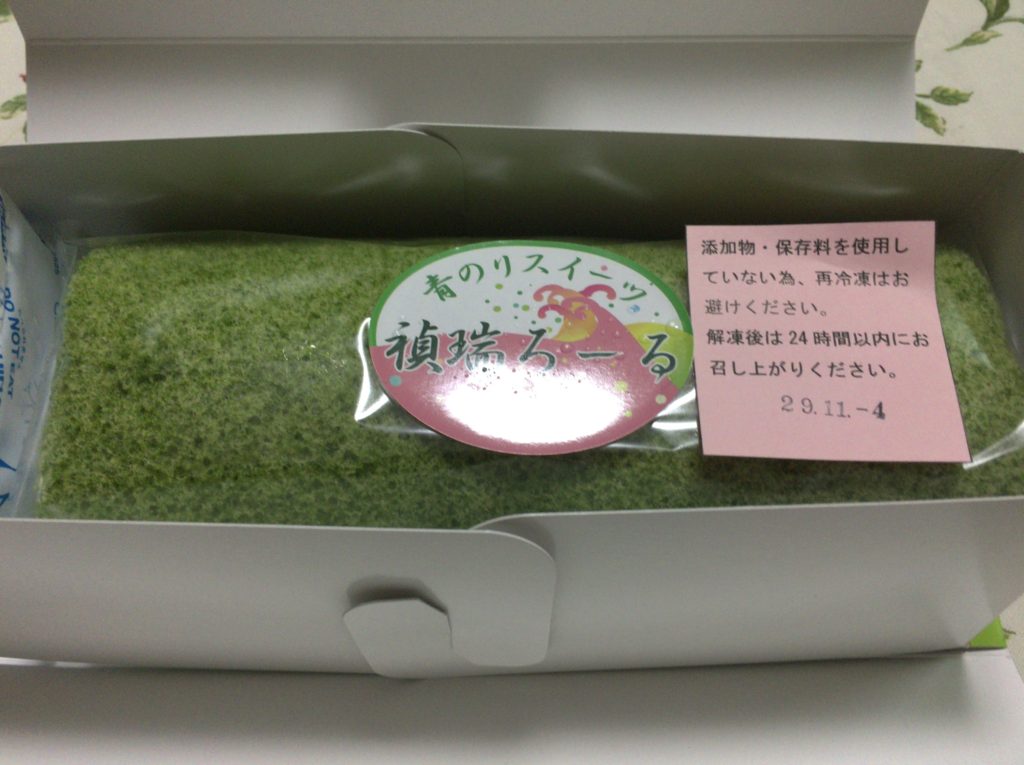 青のりスイーツ
禎瑞ろーる
添加物・保存料を使用し
ていない為、再冷凍はお
避けください。
解凍後は24時間以内にお
召し上がりください。
29.11.-4
DO NOT EAT